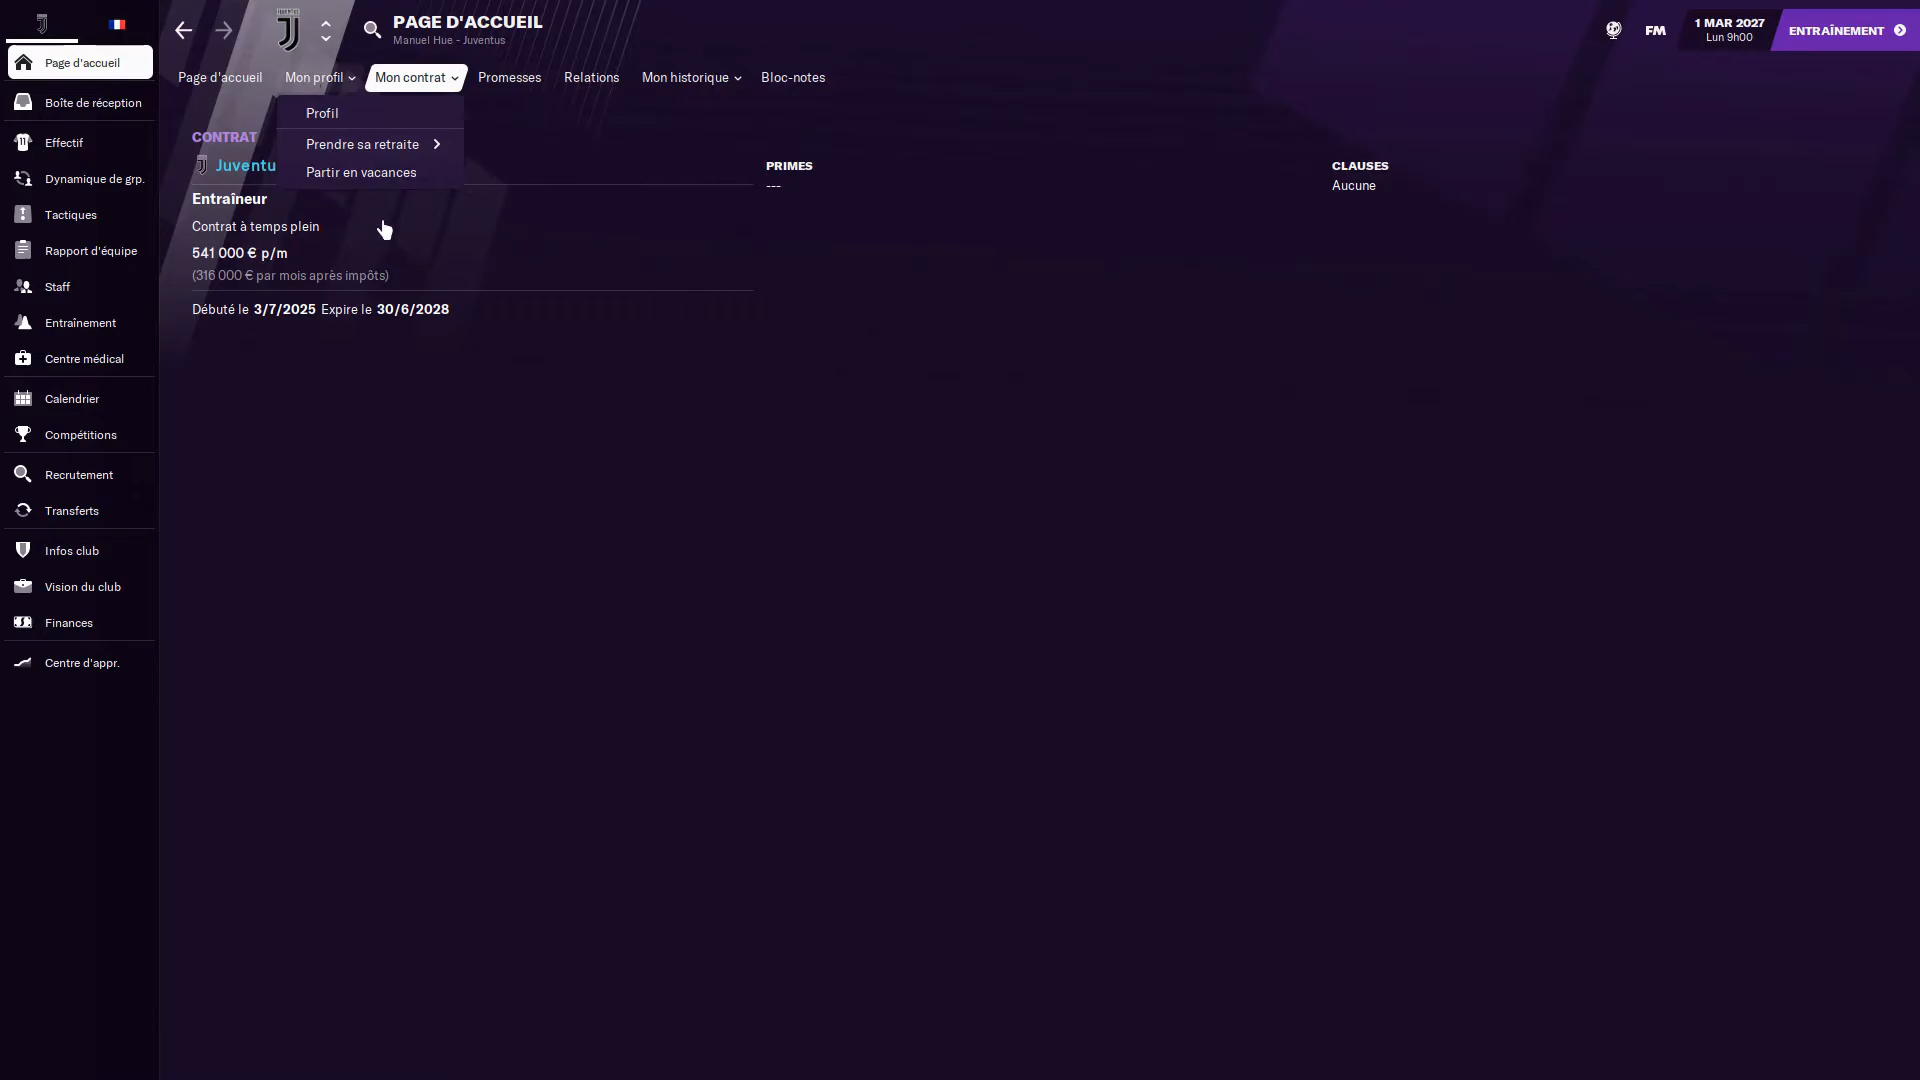 PAGE D'ACCUEIL
Manuel Hue - Juventus
FM
1 MAR 2027
Lun 9h00
ENTRAÎNEMENT
Page d'accueil
Mon profil
Mon contrat
Promesses
Relations
Mon historique
Bloc-notes
Profil
Prendre sa retraite
Partir en vacances
Page d'accueil
Boîte de réception
Effectif
Dynamique de grp.
Tactiques
Rapport d'équipe
Staff
Entraînement
Centre médical
Calendrier
Compétitions
Recrutement
Transferts
Infos club
Vision du club
Finances
Centre d'appr.
CONTRAT
Juventu
Entraîneur
Contrat à temps plein
541 000 € p/m
(316 000 € par mois après impôts)
Débuté le 3/7/2025 Expire le 30/6/2028
PRIMES
---
CLAUSES
Aucune